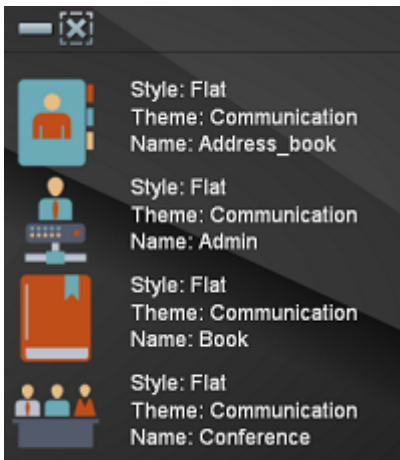 Style: Flat
Theme: Communication
Name: Address_book
Style: Flat
Theme: Communication
Name: Admin
Style: Flat
Theme: Communication
Name: Book
Style: Flat
Theme: Communication
Name: Conference